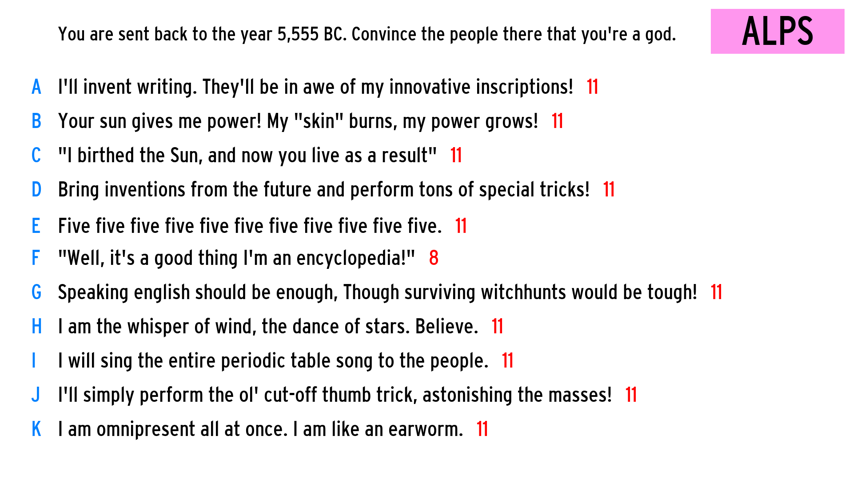 You are sent back to the year 5,555 BC. Convince the people there that you're a god.
ALPS
A I'll invent writing. They'll be in awe of my innovative inscriptions! 11
B Your sun gives me power! My "skin" burns, my power grows! 11
C "I birthed the Sun, and now you live as a result" 11
D Bring inventions from the future and perform tons of special tricks! 11
E Five five five five five five five five five five five. 11
F "Well, it's a good thing I'm an encyclopedia!" 8
G Speaking english should be enough, Though surviving witchhunts would be tough! 11
H I am the whisper of wind, the dance of stars. Believe. 11
I I will sing the entire periodic table song to the people. 11
J I'll simply perform the ol' cut-off thumb trick, astonishing the masses! 11
K I am omnipresent all at once. I am like an earworm. 11